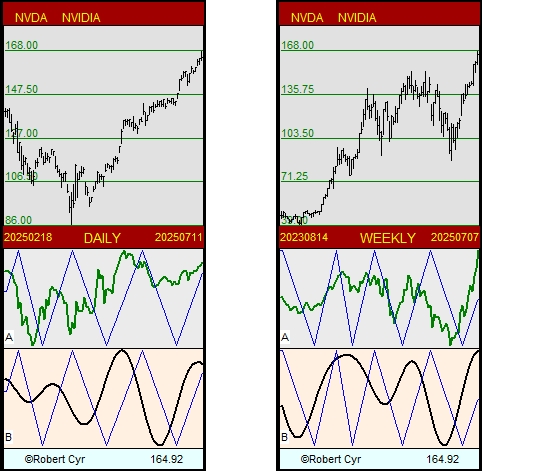 NVDA NVIDIA
168.00
147.50
127.00
106.50
86.00
20250218 DAILY 20250711
A
B
©Robert Cyr 164.92
NVDA NVIDIA
168.00
135.75
103.50
71.25
20230814 WEEKLY 20250707
A
B
©Robert Cyr 164.92